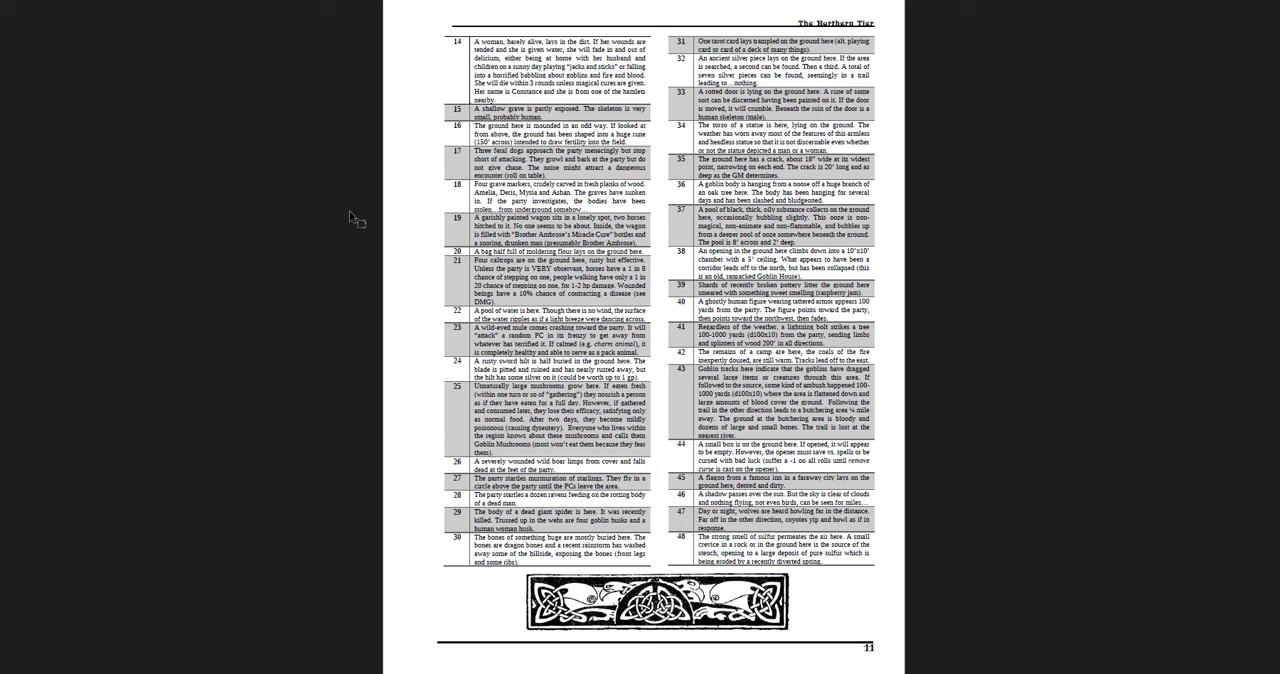 The Northern Tier
14 A woman, barely alive, lays in the dirt. If her wounds are
tended and she is given water, she will fade in and out of
delirium, either being at home with her husband and
children on a sunny day playing "jacks and sticks" or falling
into a horrified babbling about goblins and fire and blood.
She will die within 3 rounds unless magical cures are given.
Her name is Constance and she is from one of the hamlets
nearby.
15 A shallow grave is partly exposed. The skeleton is very
small, probably human.
16 The ground here is mounded in an odd way. If looked at
from above, the ground has been shaped into a huge rune
(150' across) intended to draw fertility into the field.
17 Three feral dogs approach the party menacingly but stop
short of attacking. They growl and bark at the party but do
not give chase. The noise might attract a dangerous
encounter (roll on table).
18 Four grave markers, crudely carved in fresh planks of wood.
Amelia, Deris, Mysia and Ashan. The graves have sunken
in. If the party investigates, the bodies have been
stolen…from underground somehow…
19 A garishly painted wagon sits in a lonely spot, two horses
hitched to it. No one seems to be about. Inside, the wagon
is filled with "Brother Ambrose's Miracle Cure" bottles and
a snoring, drunken man (presumably Brother Ambrose).
20 A bag half full of moldering flour lays on the ground here.
21 Four caltrops are on the ground here, rusty but effective.
Unless the party is VERY observant, horses have a 1 in 8
chance of stepping on one, people walking have only a 1 in
20 chance of stepping on one, for 1-2 hp damage. Wounded
beings have a 10% chance of contracting a disease (see
DMG).
22 A pool of water is here. Though there is no wind, the surface
of the water ripples as if a light breeze were dancing across.
23 A wild-eyed mule comes crashing toward the party. It will
"attack" a random PC in its frenzy to get away from
whatever has terrified it. If calmed (e.g. charm animal), it
is completely healthy and able to serve as a pack animal.
24 A rusty sword hilt is half buried in the ground here. The
blade is pitted and ruined and has nearly rusted away, but
the hilt has some silver on it (could be worth up to 1 gp).
25 Unnaturally large mushrooms grow here. If eaten fresh
(within one turn or so of "gathering") they nourish a person
as if they have eaten for a full day. However, if gathered
and consumed later, they lose their efficacy, satisfying only
as normal food. After two days, they become mildly
poisonous (causing dysentery). Everyone who lives within
the region knows about these mushrooms and calls them
Goblin Mushrooms (most won't eat them because they fear
them).
26 A severely wounded wild boar limps from cover and falls
dead at the feet of the party.
27 The party startles murmuration of starlings. They fly in a
circle above the party until the PCs leave the area.
28 The party startles a dozen ravens feeding on the rotting body
of a dead man.
29 The body of a dead giant spider is here. It was recently
killed. Trussed up in the webs are four goblin husks and a
human woman husk.
30 The bones of something huge are mostly buried here. The
bones are dragon bones and a recent rainstorm has washed
away some of the hillside, exposing the bones (front legs
and some ribs).
31 One tarot card lays trampled on the ground here (alt. playing
card or card of a deck of many things).
32 An ancient silver piece lays on the ground here. If the area
is searched, a second can be found. Then a third. A total of
seven silver pieces can be found, seemingly in a trail
leading to…nothing.
33 A rotted door is lying on the ground here. A rune of some
sort can be discerned having been painted on it. If the door
is moved, it will crumble. Beneath the ruin of the door is a
human skeleton (male).
34 The torso of a statue is here, lying on the ground. The
weather has worn away most of the features of this armless
and headless statue so that it is not discernable even whether
or not the statue depicted a man or a woman.
35 The ground here has a crack, about 18" wide at its widest
point, narrowing on each end. The crack is 20' long and as
deep as the GM determines.
36 A goblin body is hanging from a noose off a huge branch of
an oak tree here. The body has been hanging for several
days and has been slashed and bludgeoned.
37 A pool of black, thick, oily substance collects on the ground
here, occasionally bubbling slightly. This ooze is non-
magical, non-animate and non-flammable, and bubbles up
from a deeper pool of ooze somewhere beneath the ground.
The pool is 8' across and 2' deep.
38 An opening in the ground here climbs down into a 10'x10'
chamber with a 5' ceiling. What appears to have been a
corridor leads off to the north, but has been collapsed (this
is an old, ransacked Goblin House).
39 Shards of recently broken pottery litter the ground here
smeared with something sweet smelling (raspberry jam).
40 A ghostly human figure wearing tattered armor appears 100
yards from the party. The figure points toward the party,
then points toward the northwest, then fades.
41 Regardless of the weather, a lightning bolt strikes a tree
100-1000 yards (d100x10) from the party, sending limbs
and splinters of wood 200' in all directions.
42 The remains of a camp are here, the coals of the fire
inexpertly doused, are still warm. Tracks lead off to the east.
43 Goblin tracks here indicate that the goblins have dragged
several large items or creatures through this area. If
followed to the source, some kind of ambush happened 100-
1000 yards (d100x10) where the area is flattened down and
large amounts of blood cover the ground. Following the
trail in the other direction leads to a butchering area ¼ mile
away. The ground at the butchering area is bloody and
dozens of large and small bones. The trail is lost at the
nearest river.
44 A small box is on the ground here. If opened, it will appear
to be empty. However, the opener must save vs. spells or be
cursed with bad luck (suffer a -1 on all rolls until remove
curse is cast on the opener).
45 A flagon from a famous inn in a faraway city lays on the
ground here, dented and dirty.
46 A shadow passes over the sun. But the sky is clear of clouds
and nothing flying, not even birds, can be seen for miles…
47 Day or night, wolves are heard howling far in the distance.
Far off in the other direction, coyotes yip and howl as if in
response.
48 The strong smell of sulfur permeates the air here. A small
crevice in a rock or in the ground here is the source of the
stench, opening to a large deposit of pure sulfur which is
being eroded by a recently diverted spring.
11